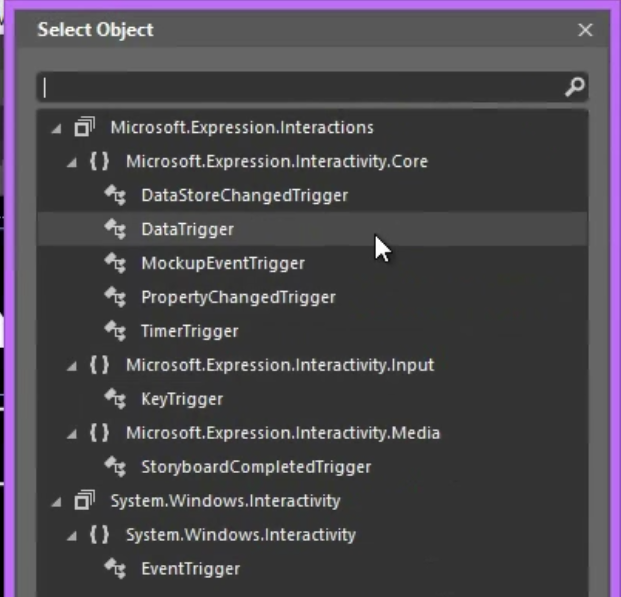 Select Object
Microsoft.Expression.Interactions
{ } Microsoft.Expression.Interactivity.Core
DataStoreChangedTrigger
DataTrigger
MockupEventTrigger
PropertyChangedTrigger
TimerTrigger
{ } Microsoft.Expression.Interactivity.Input
KeyTrigger
{ } Microsoft.Expression.Interactivity.Media
StoryboardCompletedTrigger
System.Windows.Interactivity
{ } System.Windows.Interactivity
EventTrigger